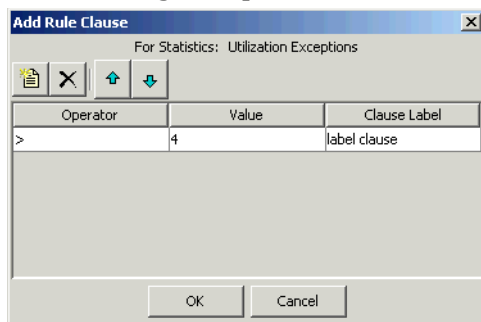 Add Rule Clause
For Statistics: Utilization Exceptions
Operator Value Clause Label
> 4 label clause
OK Cancel